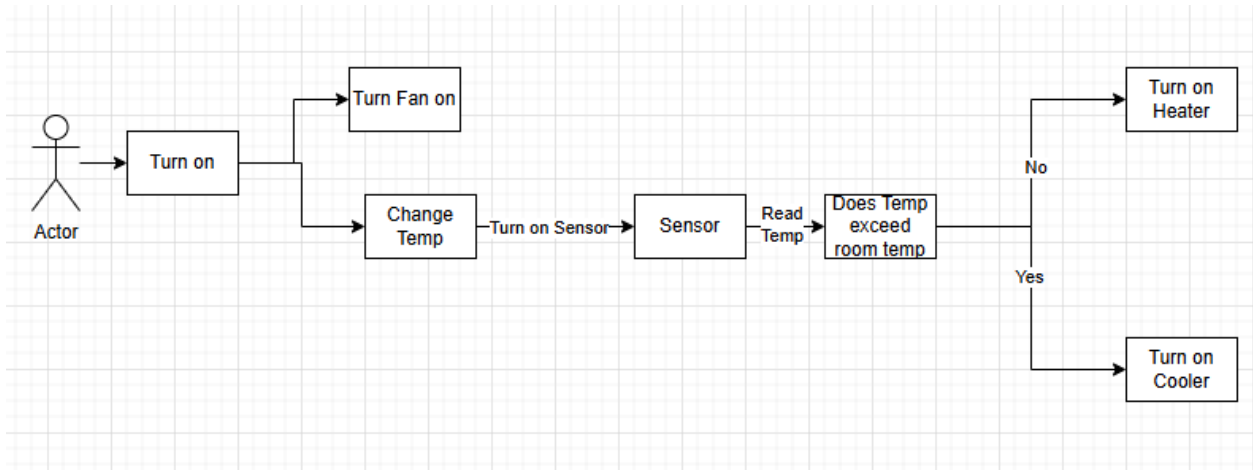 Actor
Turn on
Turn Fan on
Change
Temp
Turn on Sensor
Sensor
Read
Temp
Does Temp
exceed
room temp
No
Turn on
Heater
Yes
Turn on
Cooler